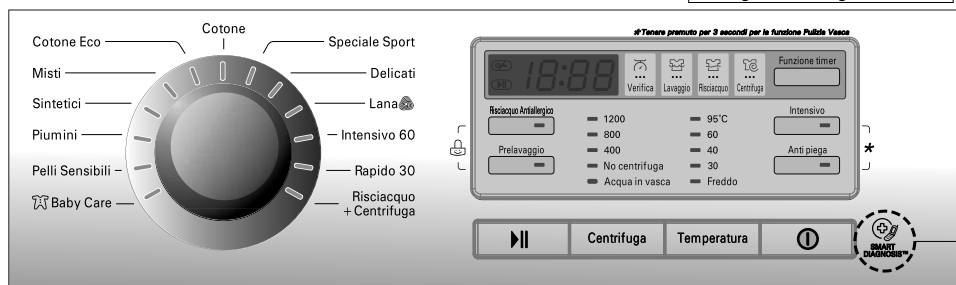 Cotone
Cotone Eco
Speciale Sport
Misti
Delicati
Sintetici
Lana
Piumini
Intensivo 60
Pelli Sensibili
Rapido 30
Baby Care
Risciacquo
+ Centrifuga
*Tenere premuto per 3 secondi per la funzione Pulizia Vasca
18:88
Verifica
Lavaggio
Risciacquo
Centrifuga
Funzione timer
Risciacquo Antiallergico
Prelavaggio
1200
800
400
No centrifuga
Acqua in vasca
95°C
60
40
30
Freddo
Intensivo
Anti piega
*
Centrifuga
Temperatura
SMART
DIAGNOSIS™